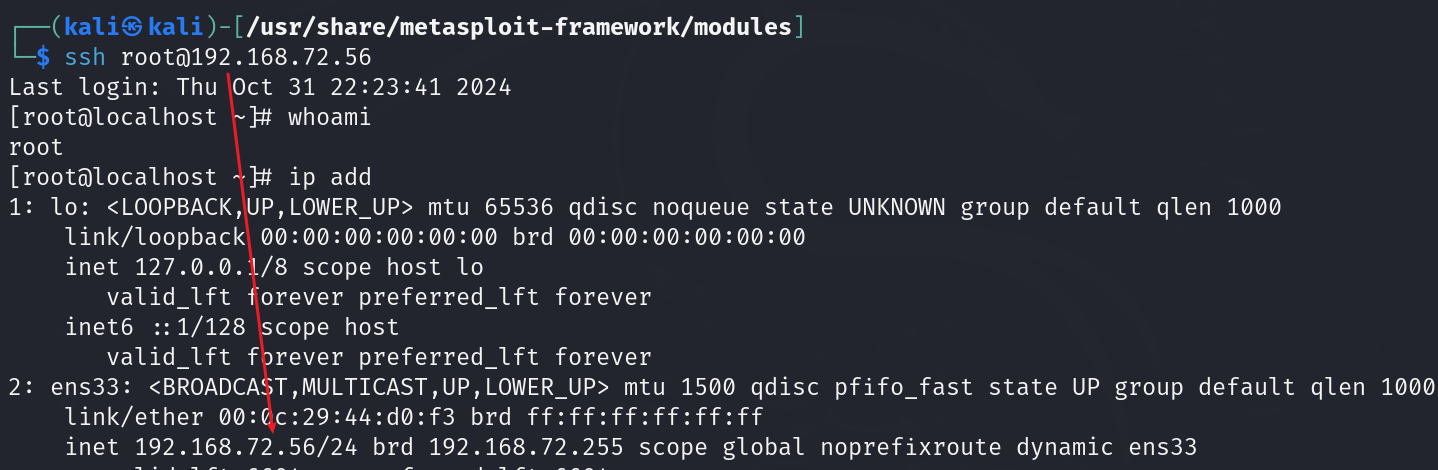 ┌──(kali㉿kali)-[/usr/share/metasploit-framework/modules]
└─$ ssh root@192.168.72.56
Last login: Thu Oct 31 22:23:41 2024
[root@localhost ~]# whoami
root
[root@localhost ~]# ip add
1: lo: <LOOPBACK,UP,LOWER_UP> mtu 65536 qdisc noqueue state UNKNOWN group default qlen 1000
    link/loopback 00:00:00:00:00:00 brd 00:00:00:00:00:00
    inet 127.0.0.1/8 scope host lo
       valid_lft forever preferred_lft forever
    inet6 ::1/128 scope host
       valid_lft forever preferred_lft forever
2: ens33: <BROADCAST,MULTICAST,UP,LOWER_UP> mtu 1500 qdisc pfifo_fast state UP group default qlen 1000
    link/ether 00:0c:29:44:d0:f3 brd ff:ff:ff:ff:ff:ff
    inet 192.168.72.56/24 brd 192.168.72.255 scope global noprefixroute dynamic ens33